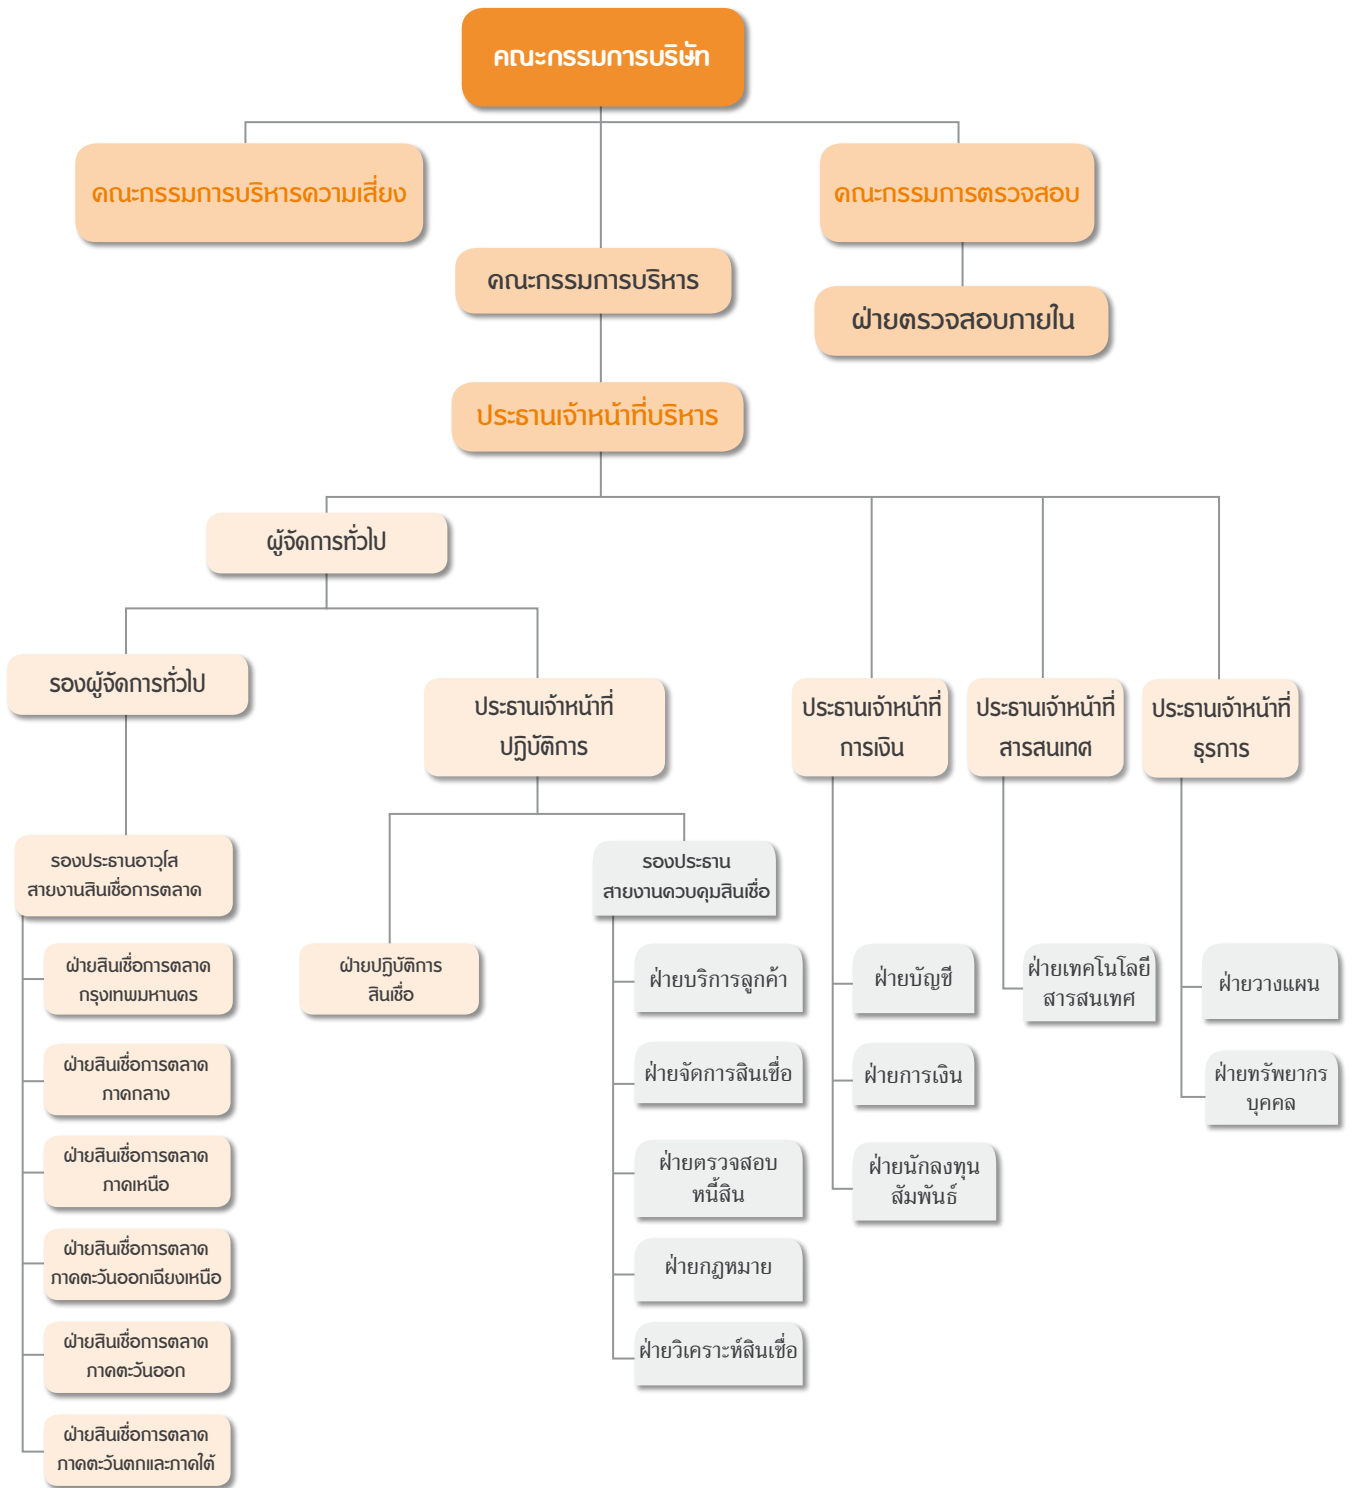 คณะกรรมการบริษัท
คณะกรรมการบริหารความเสี่ยง
คณะกรรมการตรวจสอบ
คณะกรรมการบริหาร
ฝ่ายตรวจสอบภายใน
ประธานเจ้าหน้าที่บริหาร
ผู้จัดการทั่วไป
รองผู้จัดการทั่วไป
ประธานเจ้าหน้าที่
ปฏิบัติการ
ประธานเจ้าหน้าที่
การเงิน
ประธานเจ้าหน้าที่
สารสนเทศ
ประธานเจ้าหน้าที่
ธุรการ
รองประธานอาวุโส
สายงานสินเชื่อการตลาด
รองประธาน
สายงานควบคุมสินเชื่อ
ฝ่ายสินเชื่อการตลาด
กรุงเทพมหานคร
ฝ่ายสินเชื่อการตลาด
ภาคกลาง
ฝ่ายสินเชื่อการตลาด
ภาคเหนือ
ฝ่ายสินเชื่อการตลาด
ภาคตะวันออกเฉียงเหนือ
ฝ่ายสินเชื่อการตลาด
ภาคตะวันออก
ฝ่ายสินเชื่อการตลาด
ภาคตะวันตกและภาคใต้
ฝ่ายปฏิบัติการ
สินเชื่อ
ฝ่ายบริการลูกค้า
ฝ่ายจัดการสินเชื่อ
ฝ่ายตรวจสอบ
หนี้สิน
ฝ่ายกฎหมาย
ฝ่ายวิเคราะห์สินเชื่อ
ฝ่ายบัญชี
ฝ่ายการเงิน
ฝ่ายนักลงทุน
สัมพันธ์
ฝ่ายเทคโนโลยี
สารสนเทศ
ฝ่ายวางแผน
ฝ่ายทรัพยากร
บุคคล